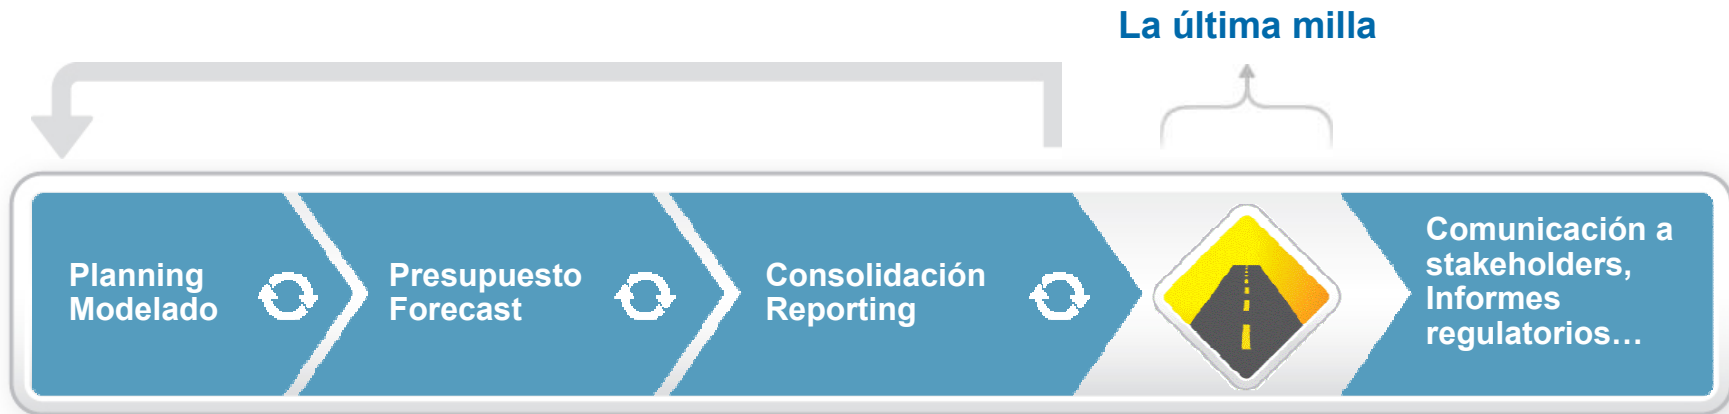 La última milla
Planning
Modelado
Presupuesto
Forecast
Consolidación
Reporting
Comunicación a
stakeholders,
Informes
regulatorios…